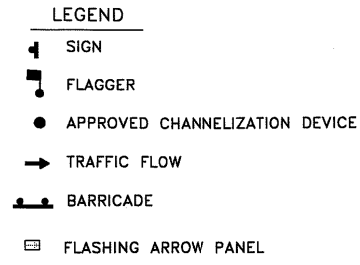 LEGEND
SIGN
FLAGGER
APPROVED CHANNELIZATION DEVICE
TRAFFIC FLOW
BARRICADE
FLASHING ARROW PANEL